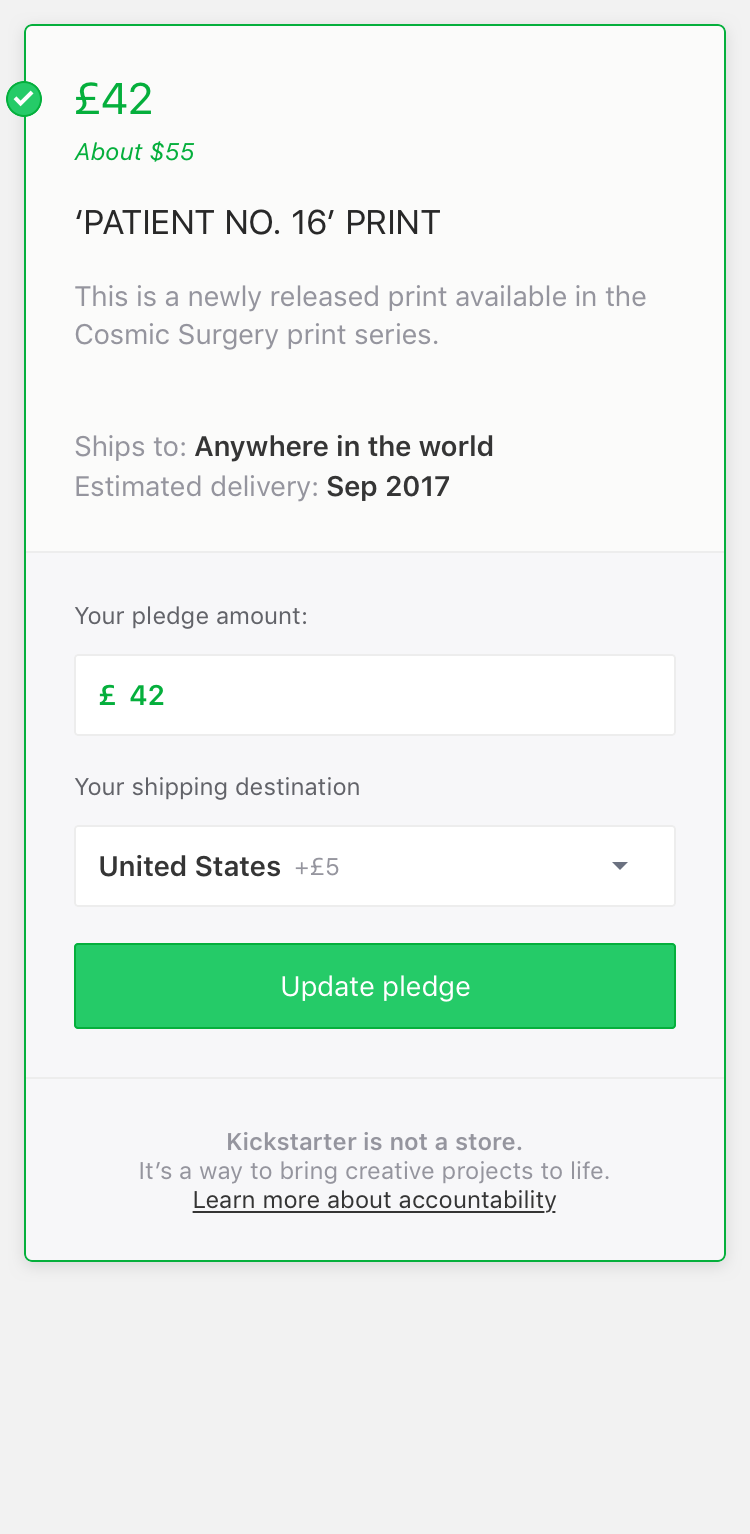 £42
About $55
‘PATIENT NO. 16’ PRINT
This is a newly released print available in the
Cosmic Surgery print series.
Ships to: Anywhere in the world
Estimated delivery: Sep 2017
Your pledge amount:
£ 42
Your shipping destination
United States +£5
Update pledge
Kickstarter is not a store.
It’s a way to bring creative projects to life.
Learn more about accountability